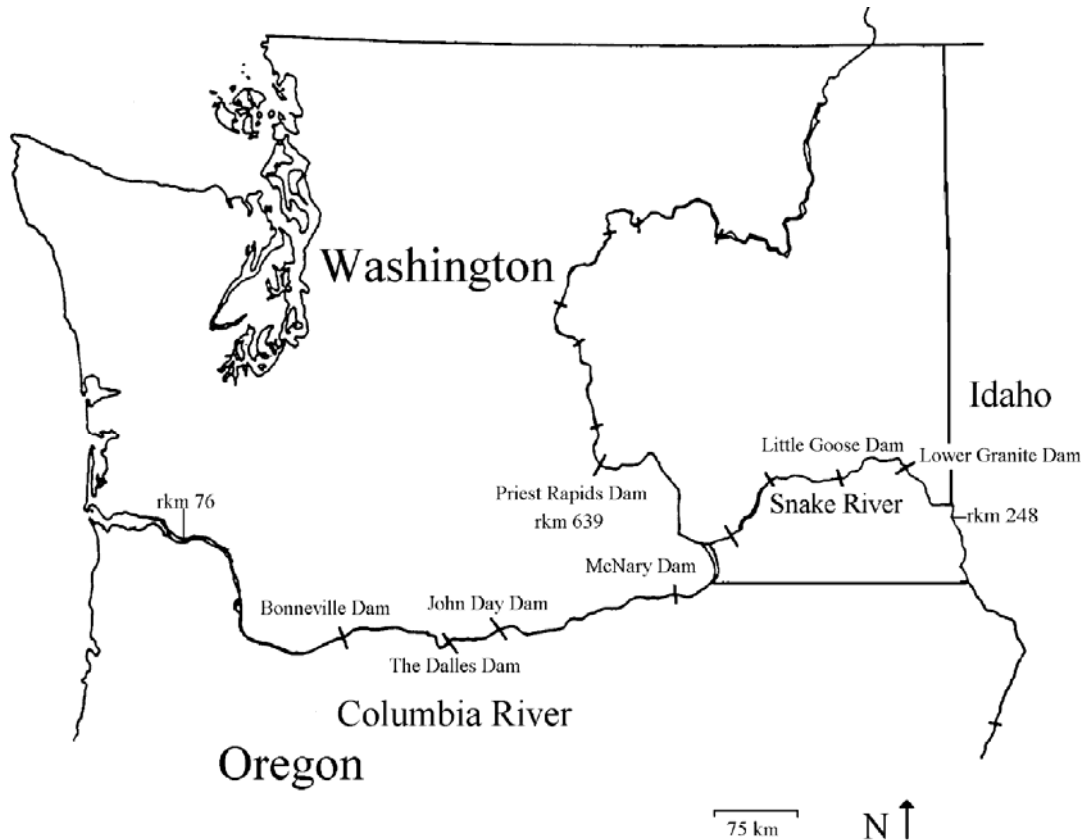 Washington
Idaho
Little Goose Dam
Lower Granite Dam
Priest Rapids Dam
rkm 639
Snake River
rkm 248
rkm 76
McNary Dam
Bonneville Dam
John Day Dam
The Dalles Dam
Columbia River
Oregon
75 km
N